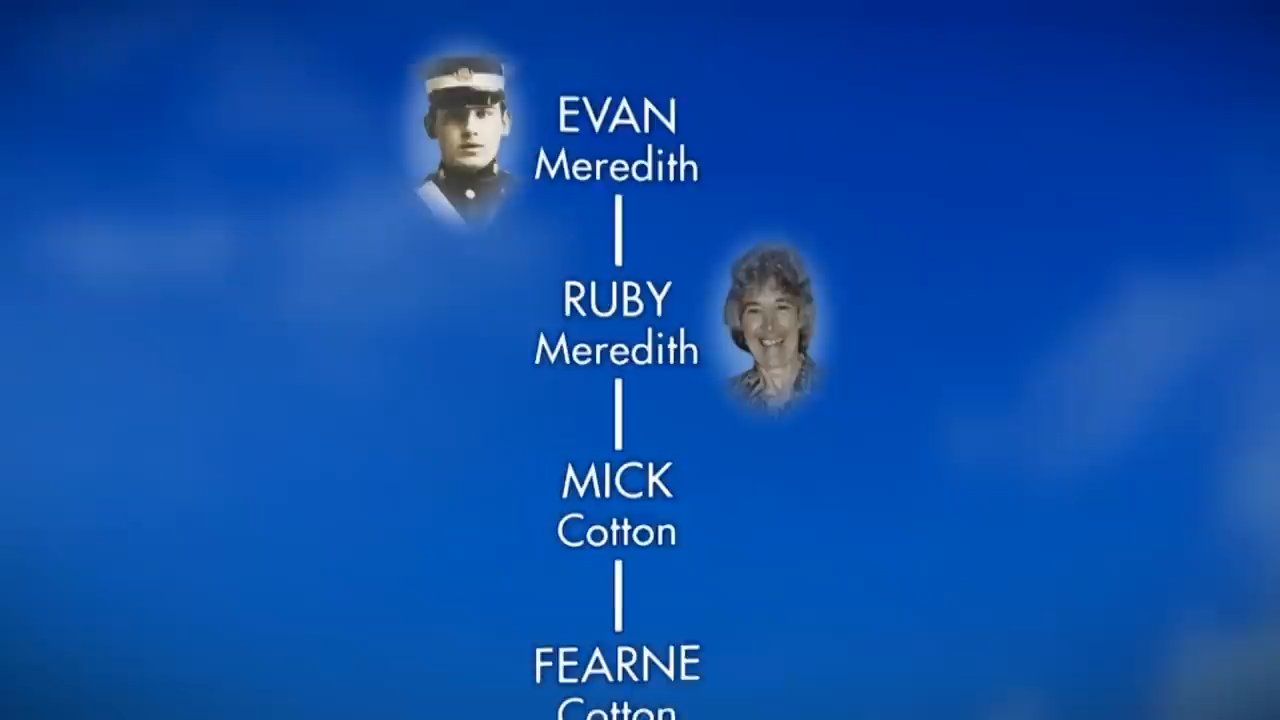 EVAN
Meredith
RUBY
Meredith
MICK
Cotton
FEARNE
Cotton